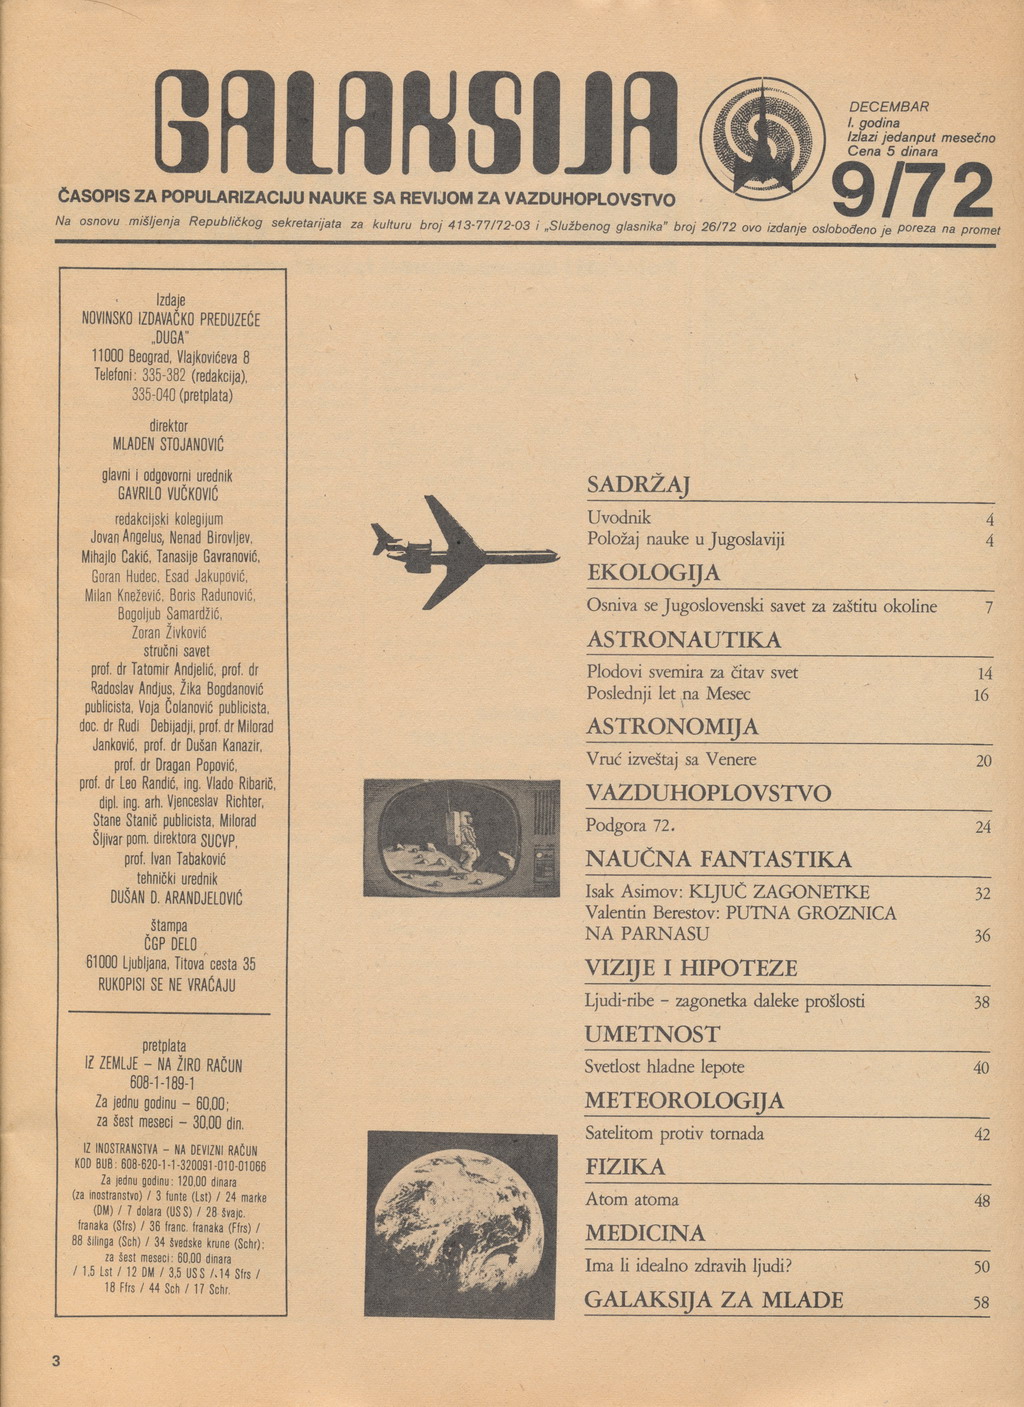 GALAKSIJA
ČASOPIS ZA POPULARIZACIJU NAUKE SA REVIJOM ZA VAZDUHOPLOVSTVO
DECEMBAR
I. godina
Izlazi jedanput mesečno
Cena 5 dinara
9/72
Na osnovu mišljenja Republičkog sekretarijata za kulturu broj 413-77/72-03 i „Službenog glasnika" broj 26/72 ovo izdanje oslobođeno je poreza na promet
Izdaje
NOVINSKO IZDAVAČKO PREDUZEĆE
„DUGA"
11000 Beograd, Vlajkovićeva 8
Telefoni: 335-382 (redakcija),
335-040 (pretplata)
direktor
MLADEN STOJANOVIĆ
glavni i odgovorni urednik
GAVRILO VUČKOVIĆ
redakcijski kolegijum
Jovan Angelus, Nenad Birovljev,
Mihajlo Cakić, Tanasije Gavranović,
Goran Hudec, Esad Jakupović,
Milan Knežević, Boris Radunović,
Bogoljub Samardžić,
Zoran Živković
stručni savet
prof. dr Tatomir Andjelić, prof. dr
Radoslav Andjus, Žika Bogdanović
publicista, Voja Čolanović publicista,
doc. dr Rudi Debijadji, prof. dr Milorad
Janković, prof. dr Dušan Kanazir,
prof. dr Dragan Popović,
prof. dr Leo Randić, ing. Vlado Ribarič,
dipl. ing. arh. Vjenceslav Richter,
Stane Stanič publicista, Milorad
Šljivar pom. direktora SUCVP,
prof. Ivan Tabaković
tehnički urednik
DUŠAN D. ARANDJELOVIĆ
štampa
ČGP DELO
61000 Ljubljana, Titova cesta 35
RUKOPISI SE NE VRAĆAJU
pretplata
IZ ZEMLJE – NA ŽIRO RAČUN
608-1-189-1
Za jednu godinu – 60,00;
za šest meseci – 30,00 din.
IZ INOSTRANSTVA – NA DEVIZNI RAČUN
KOD BUB: 608-620-1-1-320091-010-01066
Za jednu godinu: 120,00 dinara
(za inostranstvo) / 3 funte (Lst) / 24 marke
(DM) / 7 dolara (US $) / 28 švajc.
franaka (Sfrs) / 36 franc. franaka (Ffrs) /
88 šilinga (Sch) / 34 švedske krune (Schr);
za šest meseci: 60,00 dinara
/ 1,5 Lst / 12 DM / 3,5 US $ / 14 Sfrs /
18 Ffrs / 44 Sch / 17 Schr.
SADRŽAJ
Uvodnik 4
Položaj nauke u Jugoslaviji 4
EKOLOGIJA
Osniva se Jugoslovenski savet za zaštitu okoline 7
ASTRONAUTIKA
Plodovi svemira za čitav svet 14
Poslednji let na Mesec 16
ASTRONOMIJA
Vruć izveštaj sa Venere 20
VAZDUHOPLOVSTVO
Podgora 72. 24
NAUČNA FANTASTIKA
Isak Asimov: KLJUČ ZAGONETKE 32
Valentin Berestov: PUTNA GROZNICA
NA PARNASU 36
VIZIJE I HIPOTEZE
Ljudi-ribe – zagonetka daleke prošlosti 38
UMETNOST
Svetlost hladne lepote 40
METEOROLOGIJA
Satelitom protiv tornada 42
FIZIKA
Atom atoma 48
MEDICINA
Ima li idealno zdravih ljudi? 50
GALAKSIJA ZA MLADE 58
3